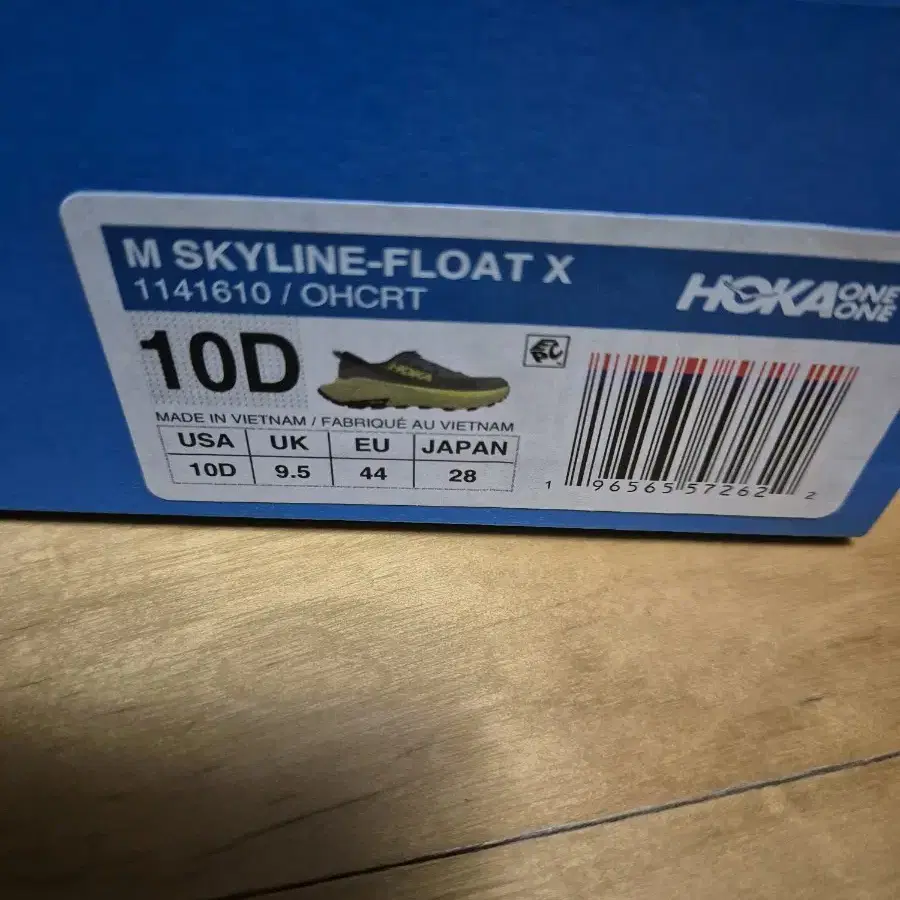 M SKYLINE-FLOAT X
1141610 / OHCRT
HOKA ONE ONE
10D
HOKA
MADE IN VIETNAM / FABRIQUÉ AU VIETNAM
USA UK EU JAPAN
10D 9.5 44 28
1 96565 57262 2